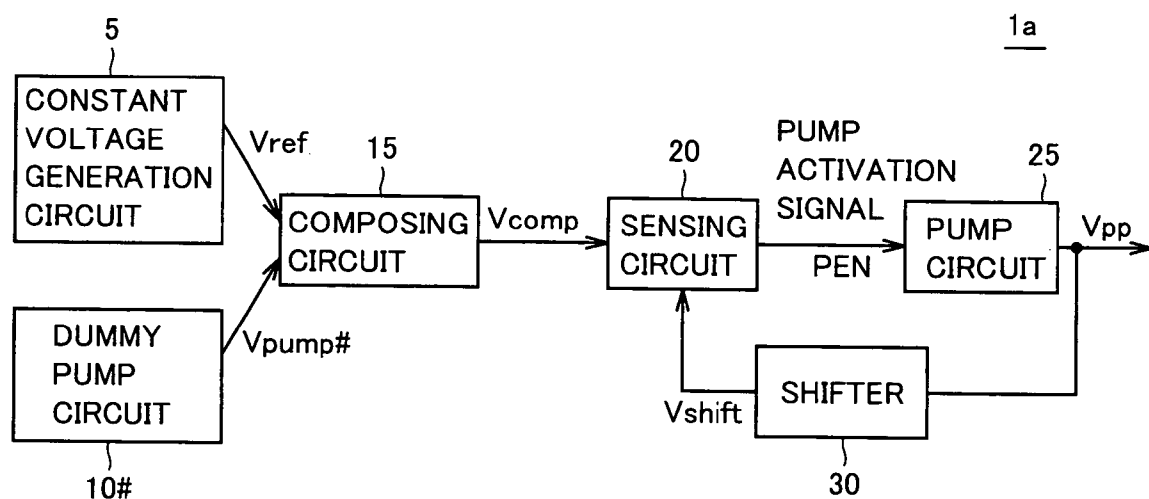 1a
5
CONSTANT
VOLTAGE
GENERATION
CIRCUIT
Vref
15
COMPOSING
CIRCUIT
Vcomp
20
SENSING
CIRCUIT
PUMP
ACTIVATION
SIGNAL
PEN
25
PUMP
CIRCUIT
Vpp
DUMMY
PUMP
CIRCUIT
Vpump#
10#
Vshift
SHIFTER
30